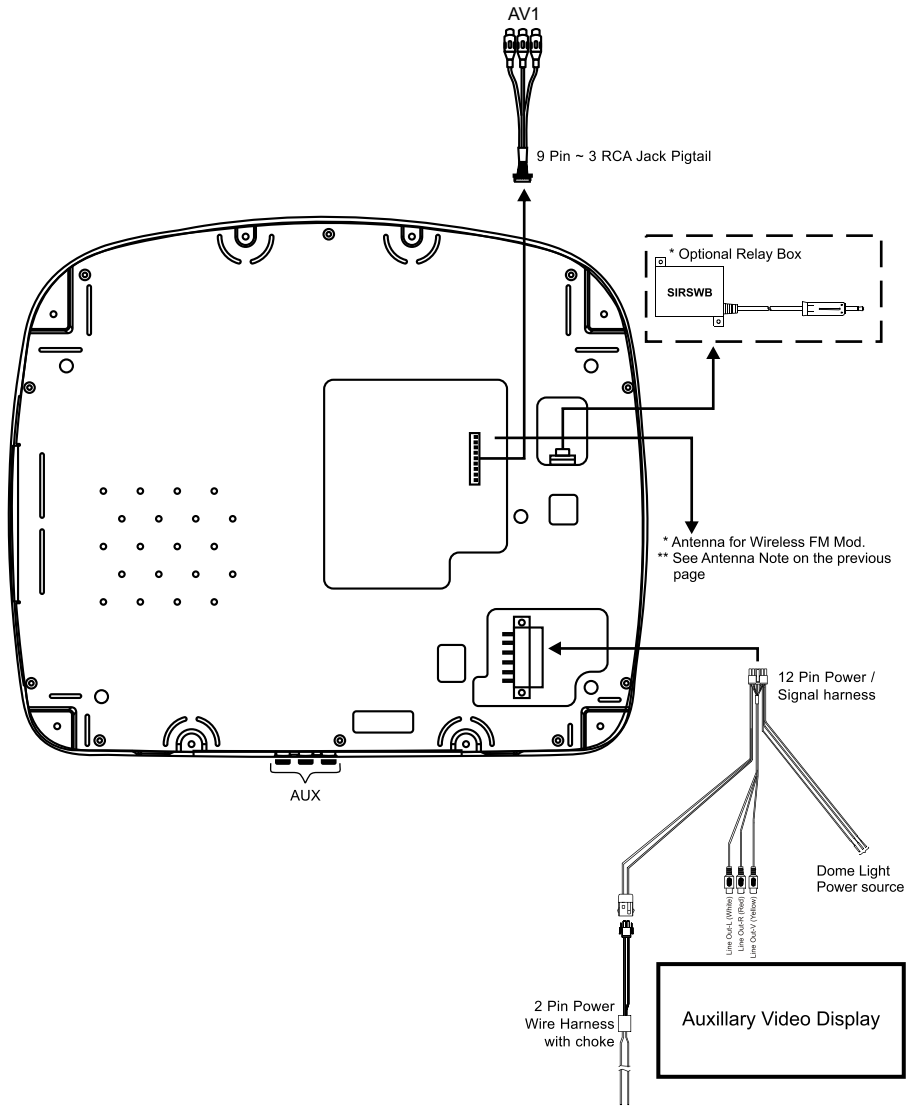 AV1
9 Pin ~ 3 RCA Jack Pigtail
* Optional Relay Box
SIRSWB
* Antenna for Wireless FM Mod.
** See Antenna Note on the previous
page
12 Pin Power /
Signal harness
AUX
Dome Light
Power source
Line Out-L (White)
Line Out-R (Red)
Line Out-V (Yellow)
2 Pin Power
Wire Harness
with choke
Auxillary Video Display